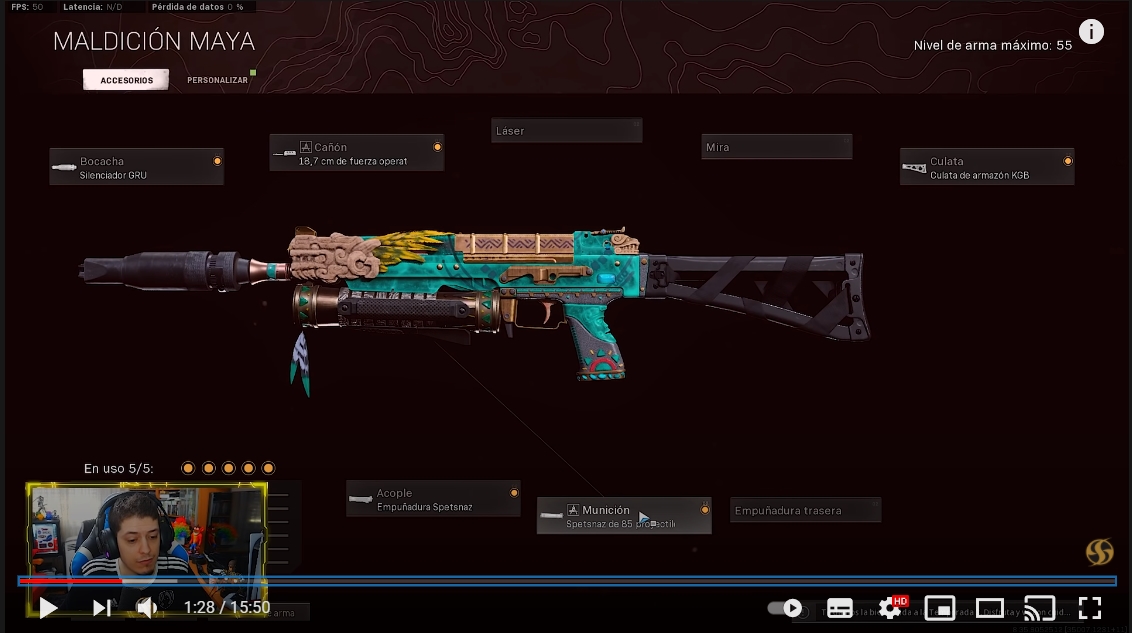 FPS: 50 Latencia: N/D Pérdida de datos 0 %
MALDICIÓN MAYA
Nivel de arma máximo: 55
i
ACCESORIOS PERSONALIZAR
Láser
Bocacha
Silenciador GRU
Cañón
18,7 cm de fuerza operat
Mira
Culata
Culata de armazón KGB
En uso 5/5:
Acople
Empuñadura Spetsnaz
Munición
Spetsnaz de 85 proyectil
Empuñadura trasera
1:28 / 15:50
HD